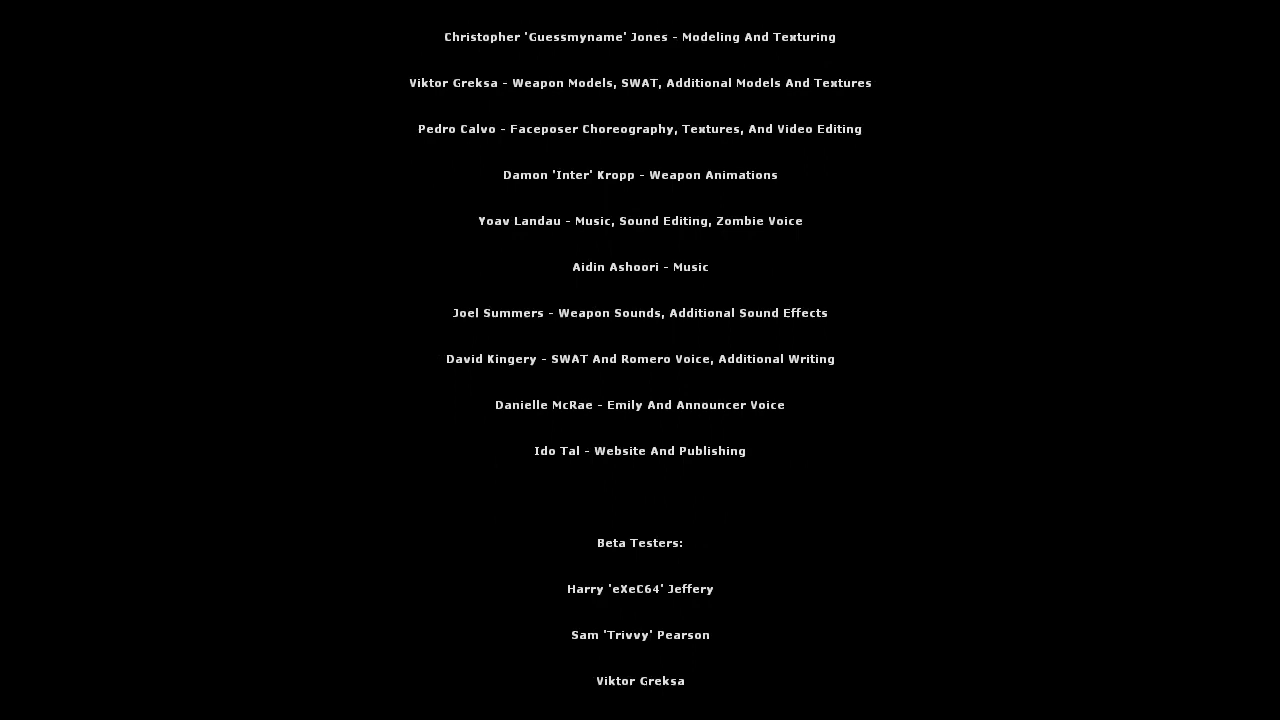 Christopher 'Guessmyname' Jones - Modeling And Texturing
Viktor Greksa - Weapon Models, SWAT, Additional Models And Textures
Pedro Calvo - Faceposer Choreography, Textures, And Video Editing
Damon 'Inter' Kropp - Weapon Animations
Yoav Landau - Music, Sound Editing, Zombie Voice
Aidin Ashoori - Music
Joel Summers - Weapon Sounds, Additional Sound Effects
David Kingery - SWAT And Romero Voice, Additional Writing
Danielle McRae - Emily And Announcer Voice
Ido Tal - Website And Publishing
Beta Testers:
Harry 'eXeC64' Jeffery
Sam 'Trivvy' Pearson
Viktor Greksa